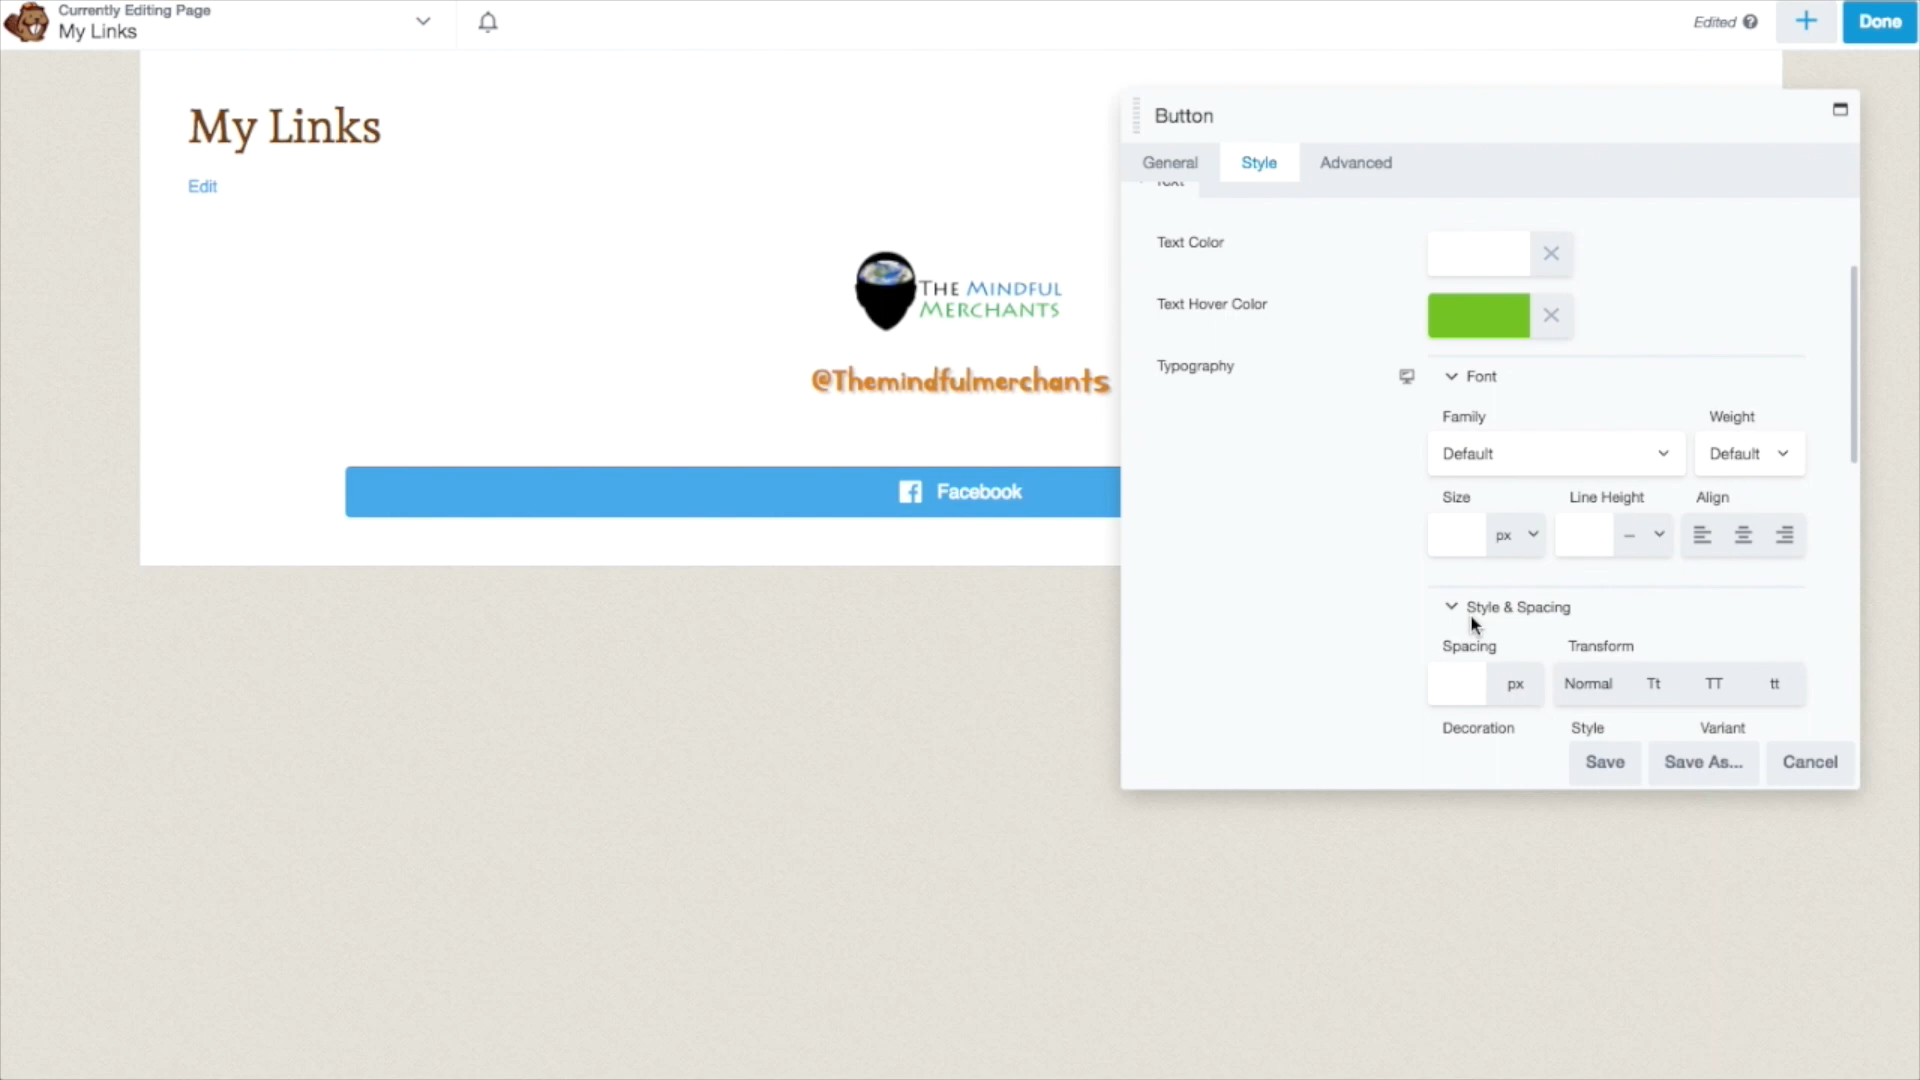 Currently Editing Page
My Links
Edited
Done
My Links
Edit
THE MINDFUL
MERCHANTS
@Themindfulmerchants
Facebook
Button
General
Style
Advanced
Text
Text Color
Text Hover Color
Typography
Font
Family
Weight
Default
Default
Size
Line Height
Align
px
–
Style & Spacing
Spacing
Transform
px
Normal
Tt
TT
tt
Decoration
Style
Variant
Save
Save As...
Cancel